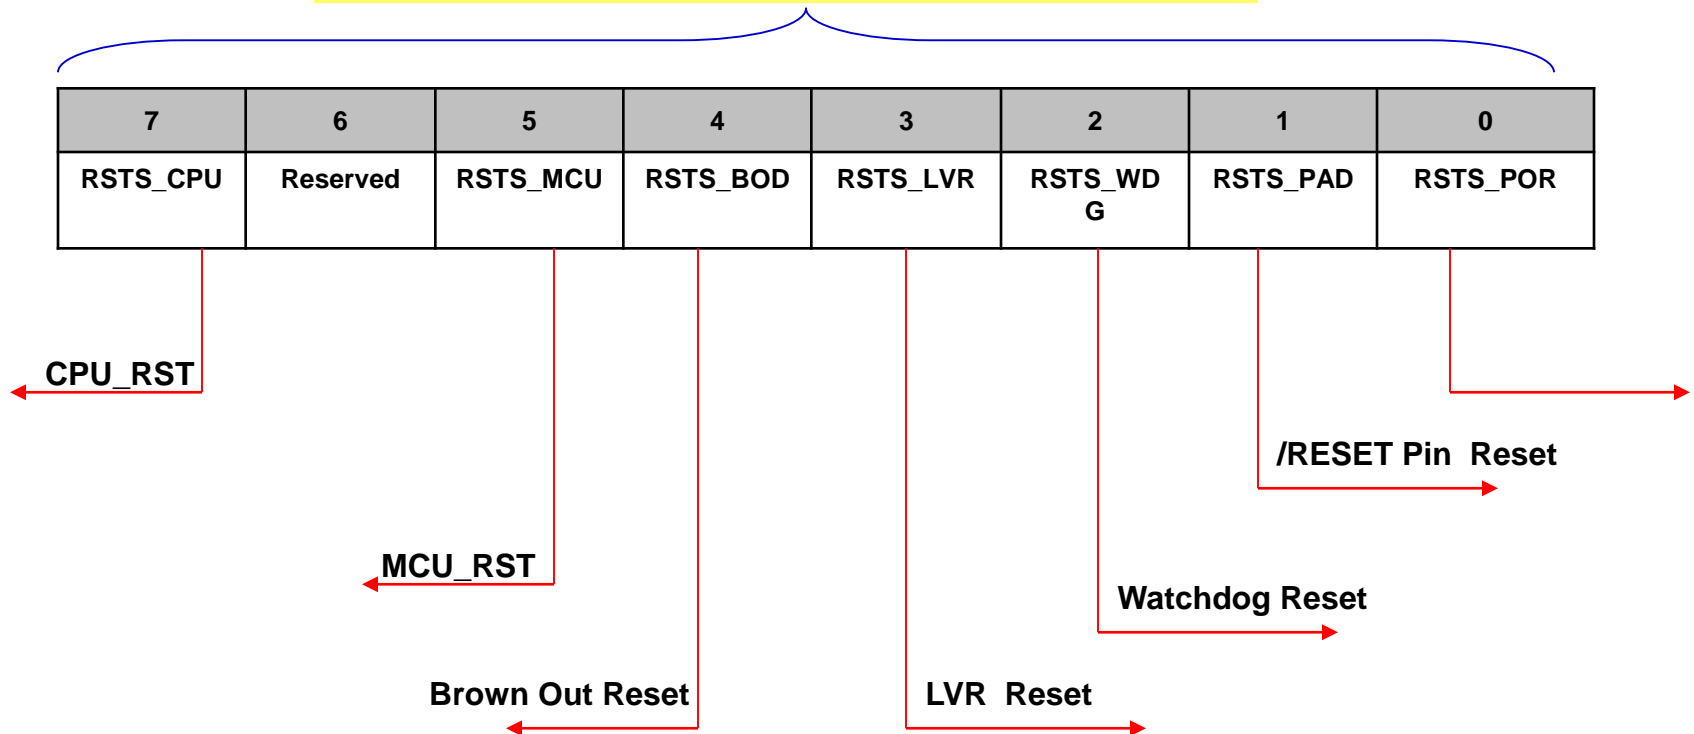 7 6 5 4 3 2 1 0
RSTS_CPU Reserved RSTS_MCU RSTS_BOD RSTS_LVR RSTS_WD RSTS_PAD RSTS_POR
G
CPU_RST
/RESET Pin Reset
MCU_RST
Watchdog Reset
Brown Out Reset LVR Reset